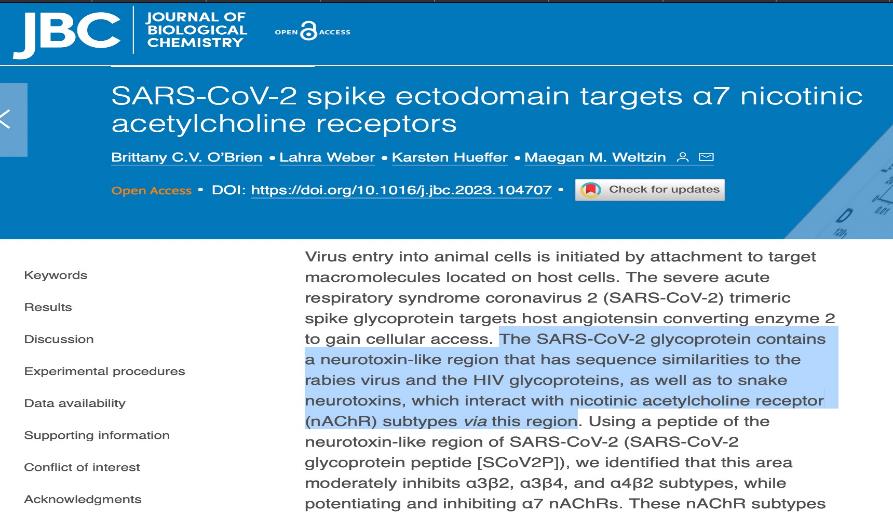 JBC
JOURNAL OF
BIOLOGICAL
CHEMISTRY
OPEN ACCESS
SARS-CoV-2 spike ectodomain targets α7 nicotinic
acetylcholine receptors
Brittany C.V. O'Brien • Lahra Weber • Karsten Hueffer • Maegan M. Weltzin
Open Access • DOI: https://doi.org/10.1016/j.jbc.2023.104707 • Check for updates
Keywords
Results
Discussion
Experimental procedures
Data availability
Supporting information
Conflict of interest
Acknowledgments
Virus entry into animal cells is initiated by attachment to target
macromolecules located on host cells. The severe acute
respiratory syndrome coronavirus 2 (SARS-CoV-2) trimeric
spike glycoprotein targets host angiotensin converting enzyme 2
to gain cellular access. The SARS-CoV-2 glycoprotein contains
a neurotoxin-like region that has sequence similarities to the
rabies virus and the HIV glycoproteins, as well as to snake
neurotoxins, which interact with nicotinic acetylcholine receptor
(nAChR) subtypes via this region. Using a peptide of the
neurotoxin-like region of SARS-CoV-2 (SARS-CoV-2
glycoprotein peptide [SCoV2P]), we identified that this area
moderately inhibits α3β2, α3β4, and α4β2 subtypes, while
potentiating and inhibiting α7 nAChRs. These nAChR subtypes